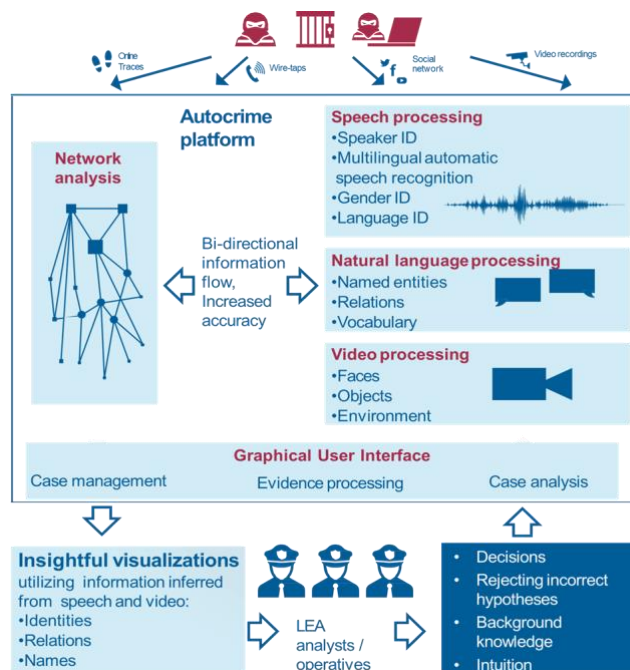 Online
Traces
Wire-taps
Social
network
Video recordings
Autocrime
platform
Network
analysis
Bi-directional
information
flow,
Increased
accuracy
Speech processing
•Speaker ID
•Multilingual automatic
speech recognition
•Gender ID
•Language ID
Natural language processing
•Named entities
•Relations
•Vocabulary
Video processing
•Faces
•Objects
•Environment
Graphical User Interface
Case management
Evidence processing
Case analysis
Insightful visualizations
utilizing information inferred
from speech and video:
•Identities
•Relations
•Names
LEA
analysts /
operatives
• Decisions
• Rejecting incorrect
hypotheses
• Background
knowledge
• Intuition